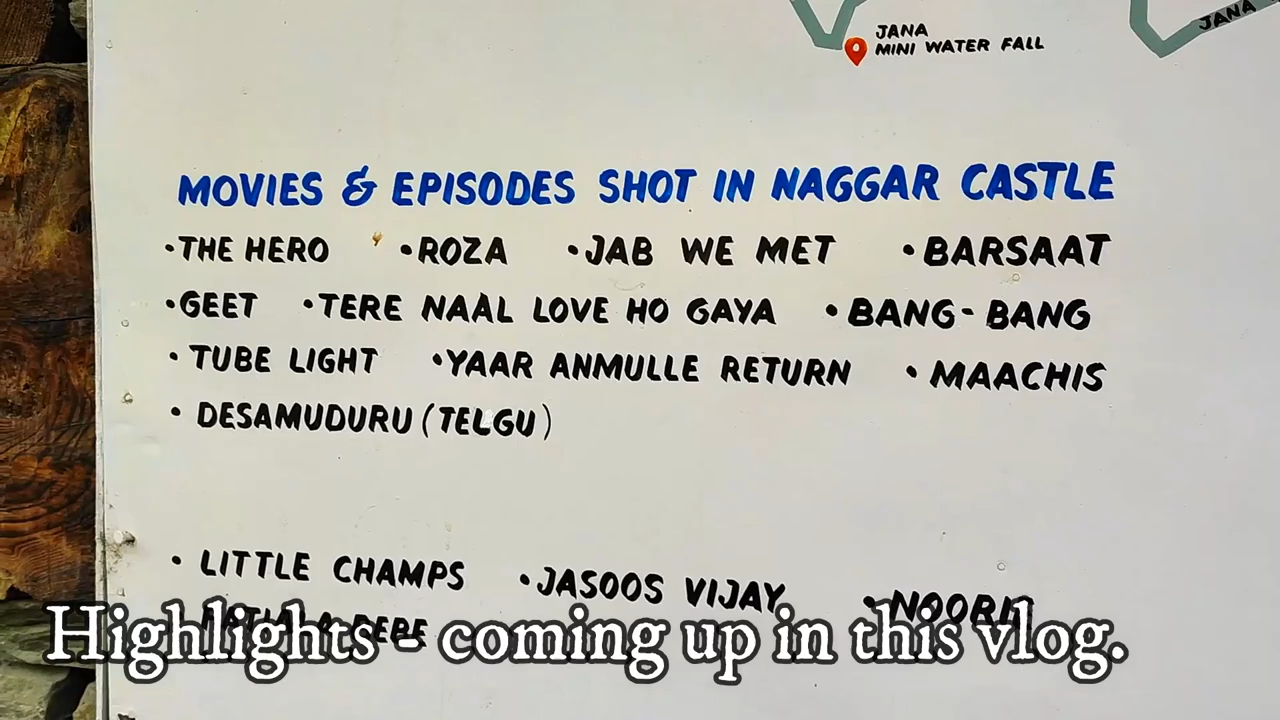 JANA
MINI WATER FALL
JANA
MOVIES & EPISODES SHOT IN NAGGAR CASTLE
•THE HERO •ROZA •JAB WE MET •BARSAAT
•GEET •TERE NAAL LOVE HO GAYA •BANG-BANG
•TUBE LIGHT •YAAR ANMULLE RETURN •MAACHIS
•DESAMUDURU (TELGU)
•LITTLE CHAMPS •JASOOS VIJAY
Highlights - coming up in this vlog.